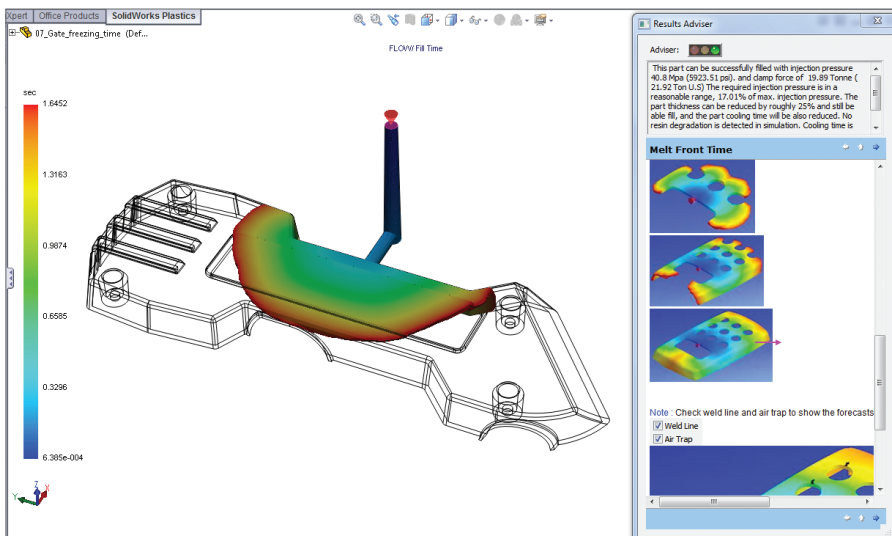 Xpert Office Products SolidWorks Plastics
07_Gate_freezing_time (Def...
FLOW/ Fill Time
sec
1.6452
1.3163
0.9874
0.6585
0.3296
6.385e-004
Z
X
Y
Results Adviser
Adviser:
This part can be successfully filled with injection pressure
40.8 Mpa (5923.51 psi). and clamp force of 19.89 Tonne (
21.92 Ton U.S) The required injection pressure is in a
reasonable range, 17.01% of max. injection pressure. The
part thickness can be reduced by roughly 25% and still be
able fill, and the part cooling time will be also reduced. No
resin degradation is detected in simulation. Cooling time is
Melt Front Time
Note : Check weld line and air trap to show the forecasts
Weld Line
Air Trap